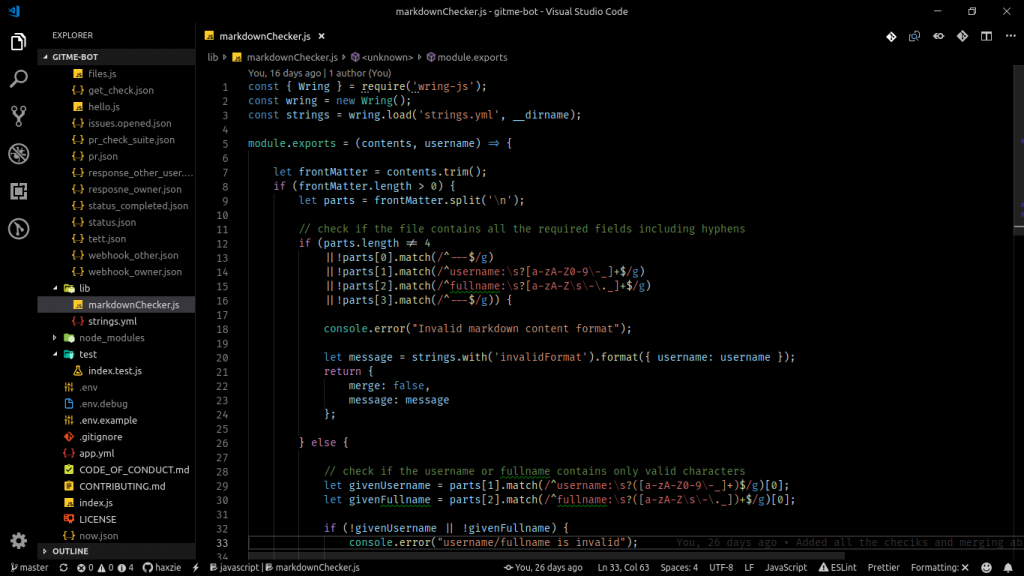 markdownChecker.js - gitme-bot - Visual Studio Code
EXPLORER
GITME-BOT
files.js
get_check.json
hello.js
issues.opened.json
pr_check_suite.json
pr.json
response_other_user....
resposne_owner.json
status_completed.json
status.json
tett.json
webhook_other.json
webhook_owner.json
lib
markdownChecker.js
strings.yml
node_modules
test
index.test.js
.env
.env.debug
.env.example
.gitignore
app.yml
CODE_OF_CONDUCT.md
CONTRIBUTING.md
index.js
LICENSE
now.json
OUTLINE
markdownChecker.js ×
lib ▸ markdownChecker.js ▸ <unknown> ▸ module.exports
You, 16 days ago | 1 author (You)
1 const { Wring } = require('wring-js');
2 const wring = new Wring();
3 const strings = wring.load('strings.yml', __dirname);
4
5 module.exports = (contents, username) ⇒ {
6
7 let frontMatter = contents.trim();
8 if (frontMatter.length > 0) {
9 let parts = frontMatter.split('\n');
10
11 // check if the file contains all the required fields including hyphens
12 if (parts.length ≠ 4
13 ||!parts[0].match(/^---$/g)
14 ||!parts[1].match(/^username:\s?[a-zA-Z0-9\-_]+$/g)
15 ||!parts[2].match(/^fullname:\s?[a-zA-Z\s\-\._]+$/g)
16 ||!parts[3].match(/^---$/g)) {
17
18 console.error("Invalid markdown content format");
19
20 let message = strings.with('invalidFormat').format({ username: username });
21 return {
22 merge: false,
23 message: message
24 };
25
26 } else {
27
28 // check if the username or fullname contains only valid characters
29 let givenUsername = parts[1].match(/^username:\s?([a-zA-Z0-9\-_]+)$/g)[0];
30 let givenFullname = parts[2].match(/^fullname:\s?([a-zA-Z\s\-\._])+$/g)[0];
31
32 if (!givenUsername || !givenFullname) {
33 console.error("username/fullname is invalid"); You, 26 days ago • Added all the checiks and merging ab
34
master 0 0 4 haxzie javascript | markdownChecker.js You, 26 days ago Ln 33, Col 63 Spaces: 4 UTF-8 LF JavaScript ESLint Prettier Formatting: ×